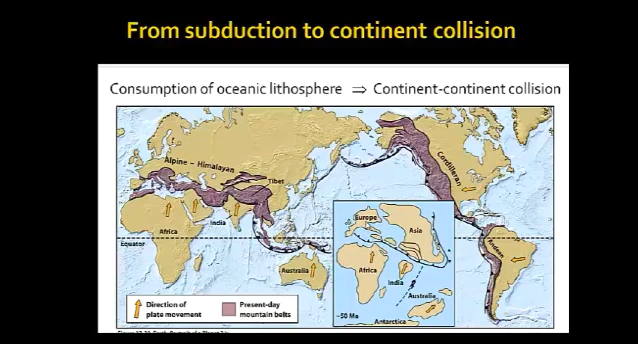 From subduction to continent collision
Consumption of oceanic lithosphere ⇒ Continent-continent collision
Alpine – Himalayan
Tibet
Cordilleran
India
Africa
Equator
Australia
Andean
Europe
Asia
Africa
India
Australia
~50 Ma
Antarctica
Direction of
plate movement
Present-day
mountain belts